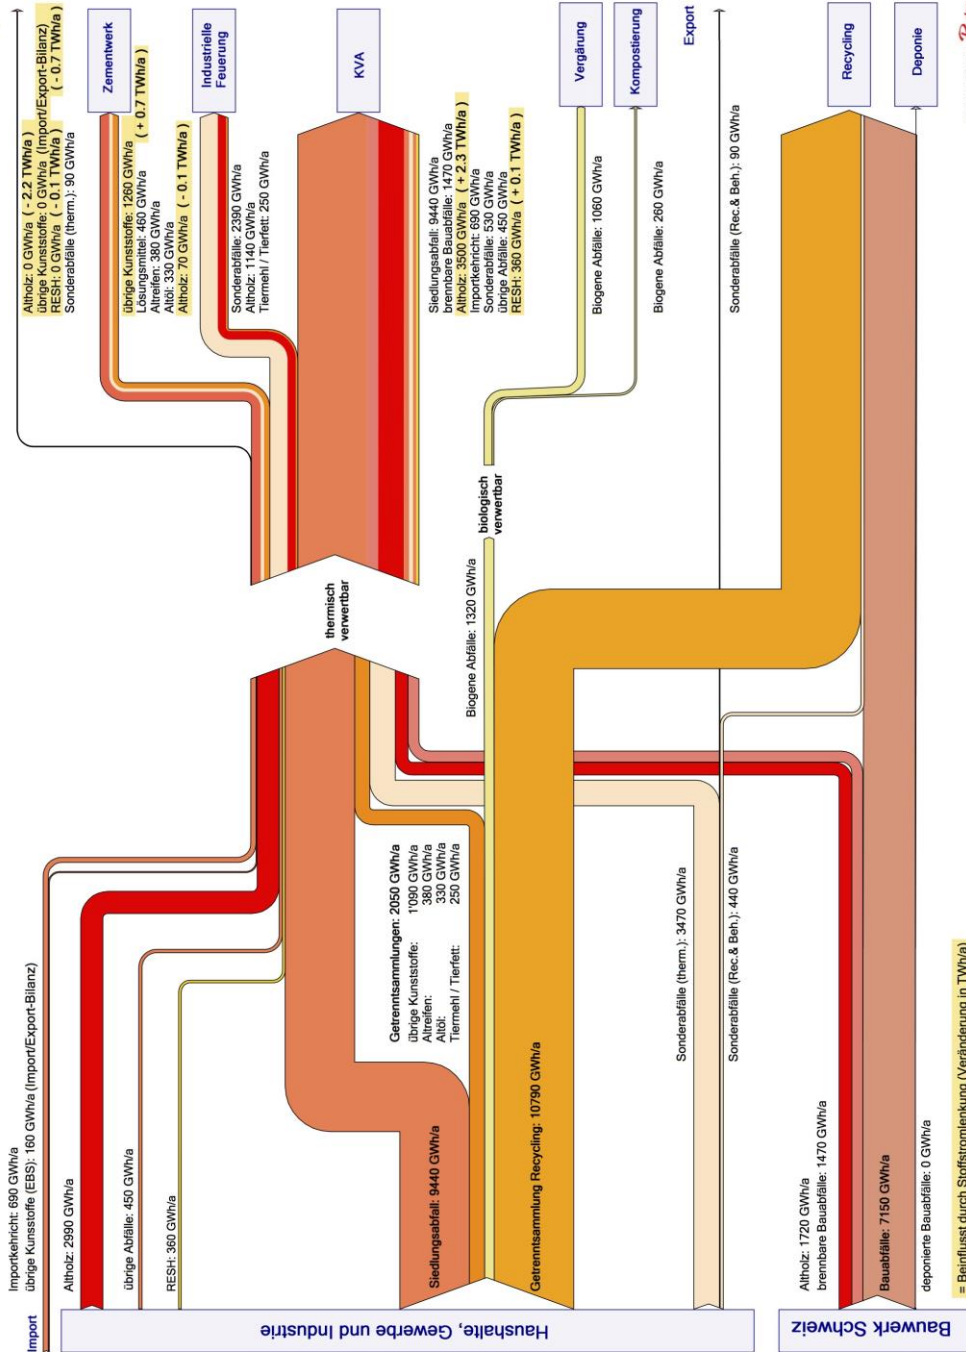 Import
Importkehricht: 690 GWh/a
übrige Kunsstoffe (EBS): 160 GWh/a (Import/Export-Bilanz)
Altholz: 2990 GWh/a
übrige Abfälle: 450 GWh/a
RESH: 360 GWh/a
Haushalte, Gewerbe und Industrie
Siedlungsabfall: 9440 GWh/a
Getrenntsammlungen: 2050 GWh/a
übrige Kunststoffe: 1'090 GWh/a
Altreifen: 380 GWh/a
Altöl: 330 GWh/a
Tiermehl / Tierfett: 250 GWh/a
Getrenntsammlung Recycling: 10790 GWh/a
Sonderabfälle (therm.): 3470 GWh/a
Sonderabfälle (Rec.& Beh.): 440 GWh/a
Bauwerk Schweiz
Altholz: 1720 GWh/a
brennbare Bauabfälle: 1470 GWh/a
Bauabfälle: 7150 GWh/a
deponierte Bauabfälle: 0 GWh/a
= Beinflusst durch Stoffstromlenkung (Veränderung in TWh/a)
thermisch
verwertbar
Biogene Abfälle: 1320 GWh/a
biologisch
verwertbar
Altholz: 0 GWh/a ( - 2.2 TWh/a)
übrige Kunststoffe: 0 GWh/a (Import/Export-Bilanz)
( - 0.7 TWh/a)
RESH: 0 GWh/a ( - 0.1 TWh/a)
Sonderabfälle (therm.): 90 GWh/a
Zementwerk
übrige Kunststoffe: 1260 GWh/a
( + 0.7 TWh/a)
Lösungsmittel: 460 GWh/a
Altreifen: 380 GWh/a
Altöl: 330 GWh/a
Altholz: 70 GWh/a ( - 0.1 TWh/a)
Industrielle
Feuerung
Sonderabfälle: 2390 GWh/a
Altholz: 1140 GWh/a
Tiermehl / Tierfett: 250 GWh/a
KVA
Siedlungsabfall: 9440 GWh/a
brennbare Bauabfälle: 1470 GWh/a
Altholz: 3500 GWh/a ( + 2.3 TWh/a)
Importkehricht: 690 GWh/a
Sonderabfälle: 530 GWh/a
übrige Abfälle: 450 GWh/a
RESH: 360 GWh/a ( + 0.1 TWh/a)
Vergärung
Biogene Abfälle: 1060 GWh/a
Kompostierung
Biogene Abfälle: 260 GWh/a
Export
Sonderabfälle (Rec.& Beh.): 90 GWh/a
Recycling
Deponie